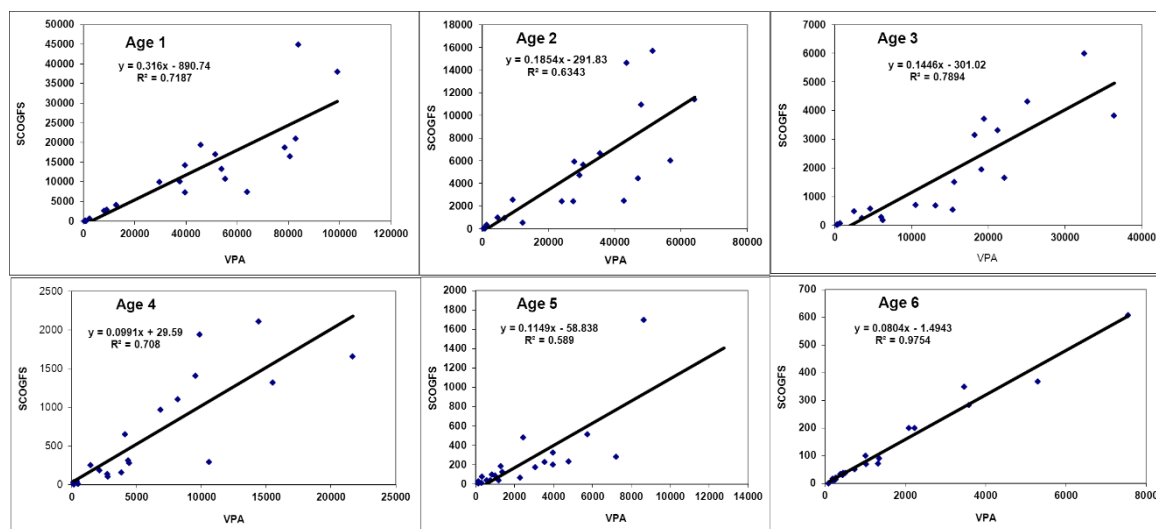 Age 1
y = 0.316x - 890.74
R² = 0.7187
SCOGFS
50000
45000
40000
35000
30000
25000
20000
15000
10000
5000
0
0 20000 40000 60000 80000 100000 120000
VPA
Age 2
y = 0.1854x - 291.83
R² = 0.6343
SCOGFS
18000
16000
14000
12000
10000
8000
6000
4000
2000
0
0 20000 40000 60000 80000
VPA
Age 3
y = 0.1446x - 301.02
R² = 0.7894
SCOGFS
7000
6000
5000
4000
3000
2000
1000
0
0 10000 20000 30000 40000
VPA
Age 4
y = 0.0991x + 29.59
R² = 0.708
SCOGFS
2500
2000
1500
1000
500
0
0 5000 10000 15000 20000 25000
VPA
Age 5
y = 0.1149x - 58.838
R² = 0.589
SCOGFS
2000
1800
1600
1400
1200
1000
800
600
400
200
0
0 2000 4000 6000 8000 10000 12000 14000
VPA
Age 6
y = 0.0804x - 1.4943
R² = 0.9754
SCOGFS
700
600
500
400
300
200
100
0
0 2000 4000 6000 8000
VPA